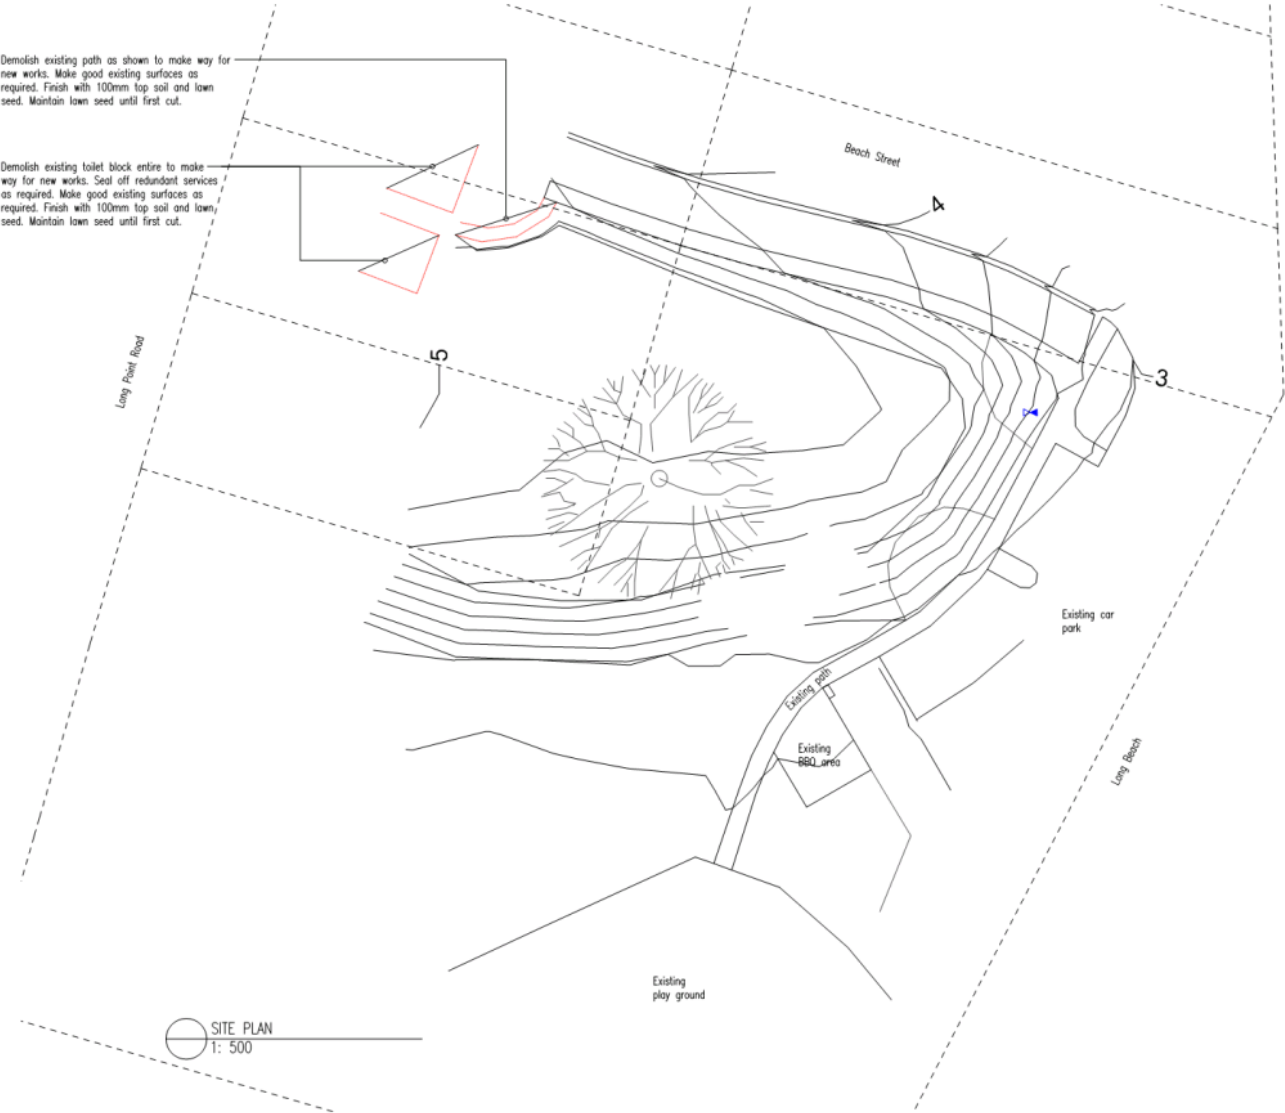 Demolish existing path as shown to make way for
new works. Make good existing surfaces as
required. Finish with 100mm top soil and lawn
seed. Maintain lawn seed until first cut.
Demolish existing toilet block entire to make
way for new works. Seal off redundant services
as required. Make good existing surfaces as
required. Finish with 100mm top soil and lawn
seed. Maintain lawn seed until first cut.
Beach Street
4
3
5
Long Point Road
Existing car
park
Existing path
Existing
BBQ area
Long Beach
Existing
play ground
SITE PLAN
1: 500